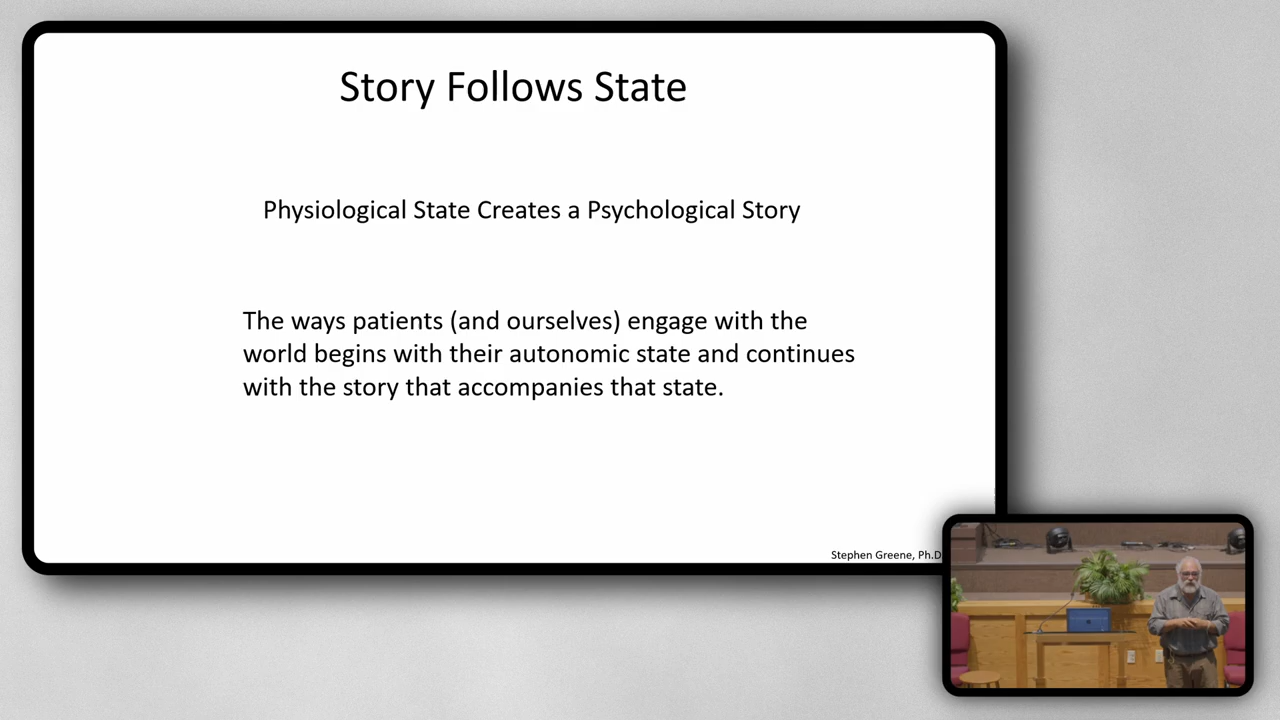 Story Follows State
Physiological State Creates a Psychological Story
The ways patients (and ourselves) engage with the
world begins with their autonomic state and continues
with the story that accompanies that state.
Stephen Greene, Ph.D